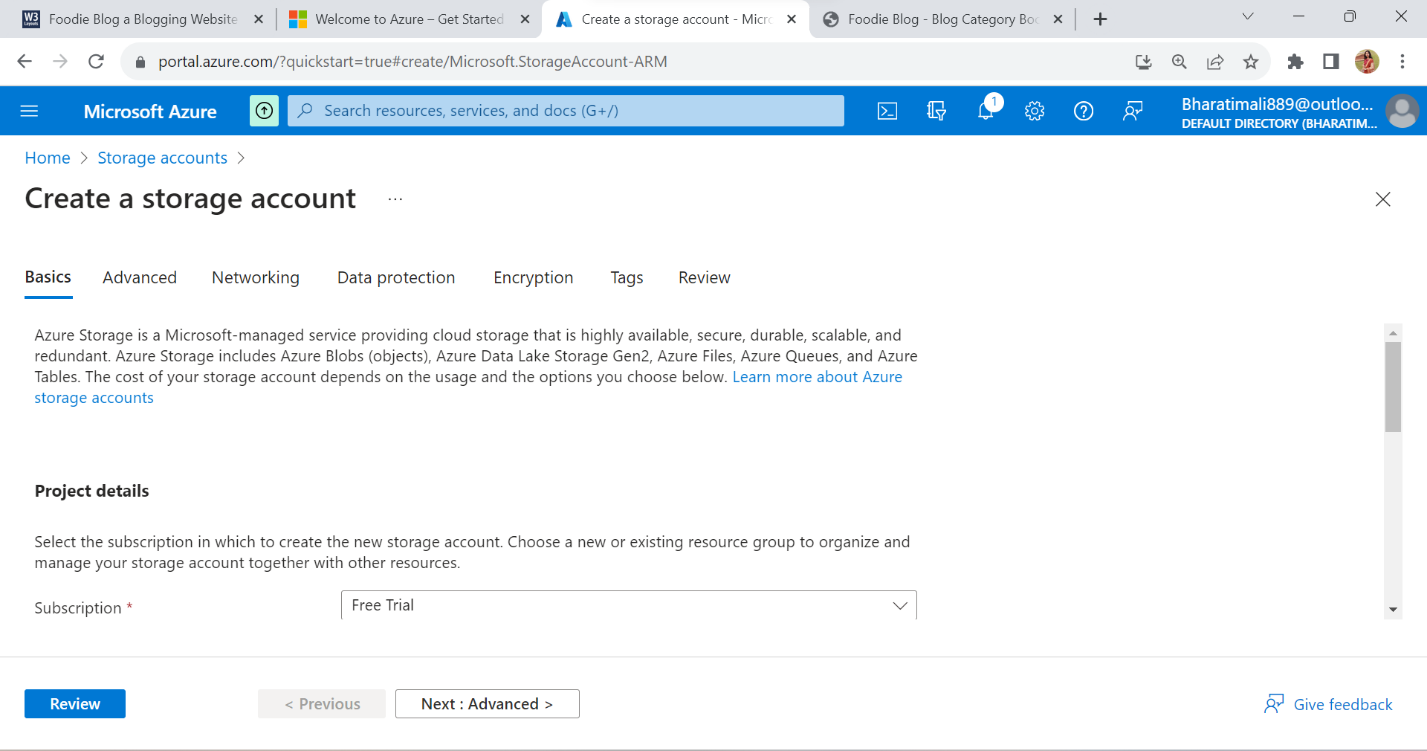 W3 layouts Foodie Blog a Blogging Website
Welcome to Azure – Get Started
Create a storage account - Micro
Foodie Blog - Blog Category Boo
portal.azure.com/?quickstart=true#create/Microsoft.StorageAccount-ARM
Microsoft Azure
Search resources, services, and docs (G+/)
1
Bharatimali889@outloo...
DEFAULT DIRECTORY (BHARATIM...
Home > Storage accounts >
Create a storage account ...
Basics Advanced Networking Data protection Encryption Tags Review
Azure Storage is a Microsoft-managed service providing cloud storage that is highly available, secure, durable, scalable, and
redundant. Azure Storage includes Azure Blobs (objects), Azure Data Lake Storage Gen2, Azure Files, Azure Queues, and Azure
Tables. The cost of your storage account depends on the usage and the options you choose below. Learn more about Azure
storage accounts
Project details
Select the subscription in which to create the new storage account. Choose a new or existing resource group to organize and
manage your storage account together with other resources.
Subscription *
Free Trial
Review
< Previous
Next : Advanced >
Give feedback